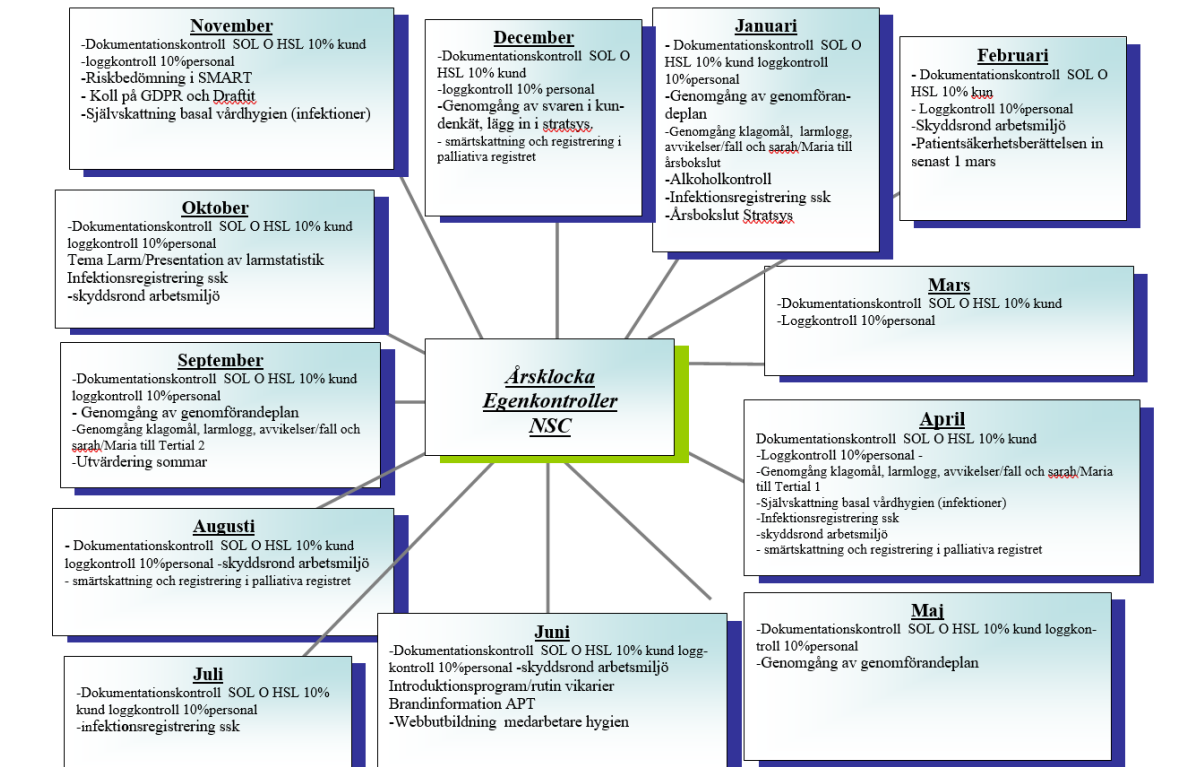 November
-Dokumentationskontroll  SOL O HSL 10% kund
-loggkontroll 10%personal
-Riskbedömning i SMART
- Koll på GDPR och Draftit
-Självskattning basal vårdhygien (infektioner)
December
-Dokumentationskontroll SOL O
HSL 10% kund
-loggkontroll 10% personal
-Genomgång av svaren i kun-
denkät, lägg in i stratsys,
- smärtskattning och registrering i
palliativa registret
Januari
- Dokumentationskontroll  SOL O
HSL 10% kund loggkontroll
10%personal
-Genomgång av genomföran-
deplan
-Genomgång klagomål,  larmlogg,
avvikelser/fall och sarah/Maria till
årsbokslut
-Alkoholkontroll
-Infektionsregistrering ssk
-Årsbokslut Stratsys
Februari
- Dokumentationskontroll  SOL O
HSL 10% kun
- Loggkontroll 10%personal
-Skyddsrond arbetsmiljö
-Patientsäkerhetsberättelsen in
senast 1 mars
Oktober
-Dokumentationskontroll  SOL O HSL 10% kund
loggkontroll 10%personal
Tema Larm/Presentation av larmstatistik
Infektionsregistrering ssk
-skyddsrond arbetsmiljö
Mars
-Dokumentationskontroll  SOL O HSL 10% kund
-Loggkontroll 10%personal
September
-Dokumentationskontroll  SOL O HSL 10% kund
loggkontroll 10%personal
- Genomgång av genomförandeplan
-Genomgång klagomål, larmlogg, avvikelser/fall och
sarah/Maria till Tertial 2
-Utvärdering sommar
Årsklocka
Egenkontroller
NSC
April
Dokumentationskontroll  SOL O HSL 10% kund
-Loggkontroll 10%personal -
-Genomgång klagomål, larmlogg, avvikelser/fall och sarah/Maria
till Tertial 1
-Självskattning basal vårdhygien (infektioner)
-Infektionsregistrering ssk
-skyddsrond arbetsmiljö
- smärtskattning och registrering i palliativa registret
Augusti
- Dokumentationskontroll  SOL O HSL 10% kund
loggkontroll 10%personal -skyddsrond arbetsmiljö
- smärtskattning och registrering i palliativa registret
Maj
-Dokumentationskontroll  SOL O HSL 10% kund loggkon-
troll 10%personal
-Genomgång av genomförandeplan
Juni
-Dokumentationskontroll  SOL O HSL 10% kund logg-
kontroll 10%personal -skyddsrond arbetsmiljö
Introduktionsprogram/rutin vikarier
Brandinformation APT
-Webbutbildning  medarbetare hygien
Juli
-Dokumentationskontroll  SOL O HSL 10%
kund loggkontroll 10%personal
-infektionsregistrering ssk